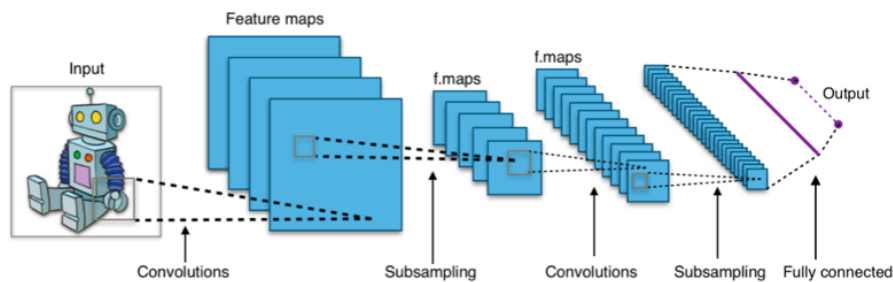 Feature maps
Input
f.maps
f.maps
Output
Convolutions
Subsampling
Convolutions
Subsampling
Fully connected